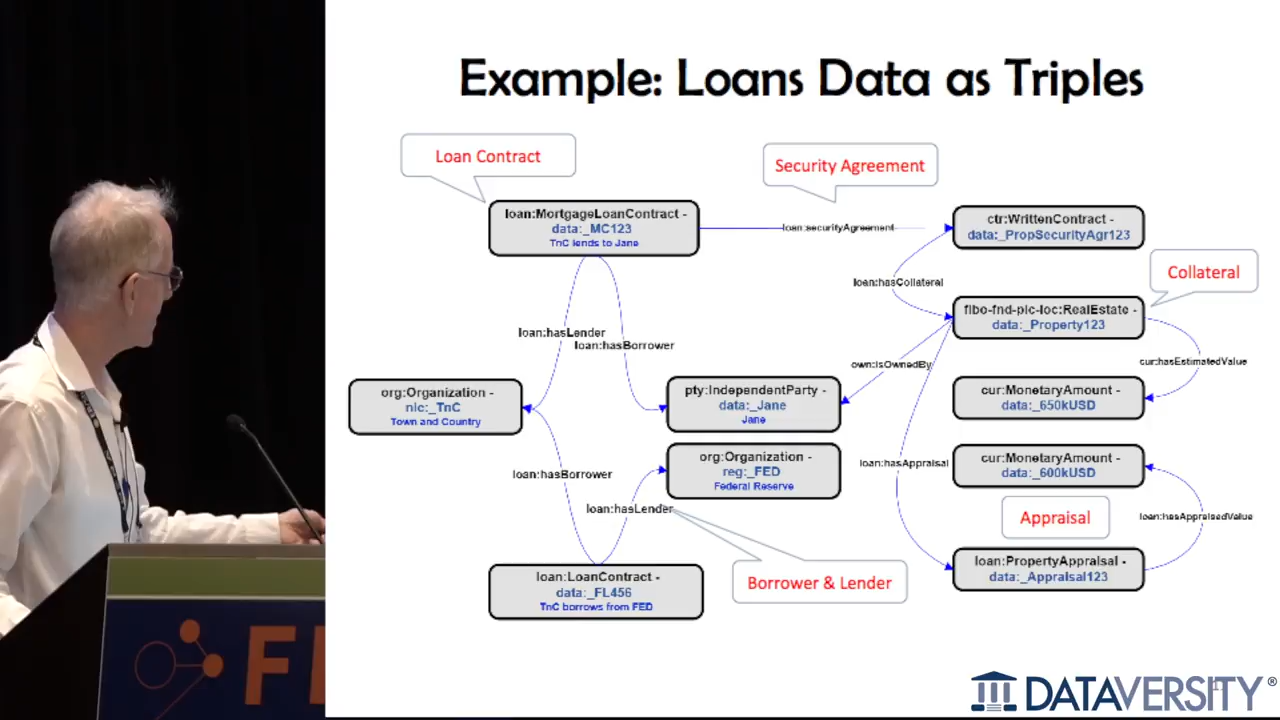 Example: Loans Data as Triples
Loan Contract
Security Agreement
loan:MortgageLoanContract -
data:_MC123
TnC lends to Jane
loan:securityAgreement
ctr:WrittenContract -
data:_PropSecurityAgr123
Collateral
loan:hasCollateral
fibo-fnd-plc-loc:RealEstate -
data:_Property123
loan:hasLender
loan:hasBorrower
cur:hasEstimatedValue
own:isOwnedBy
org:Organization -
nlc:_TnC
Town and Country
pty:IndependentParty -
data:_Jane
Jane
cur:MonetaryAmount -
data:_650kUSD
org:Organization -
reg:_FED
Federal Reserve
cur:MonetaryAmount -
data:_600kUSD
loan:hasBorrower
loan:hasAppraisal
loan:hasLender
Appraisal
loan:hasAppraisedValue
loan:LoanContract -
data:_FL456
TnC borrows from FED
Borrower & Lender
loan:PropertyAppraisal -
data:_Appraisal123
DATAVERSITY®